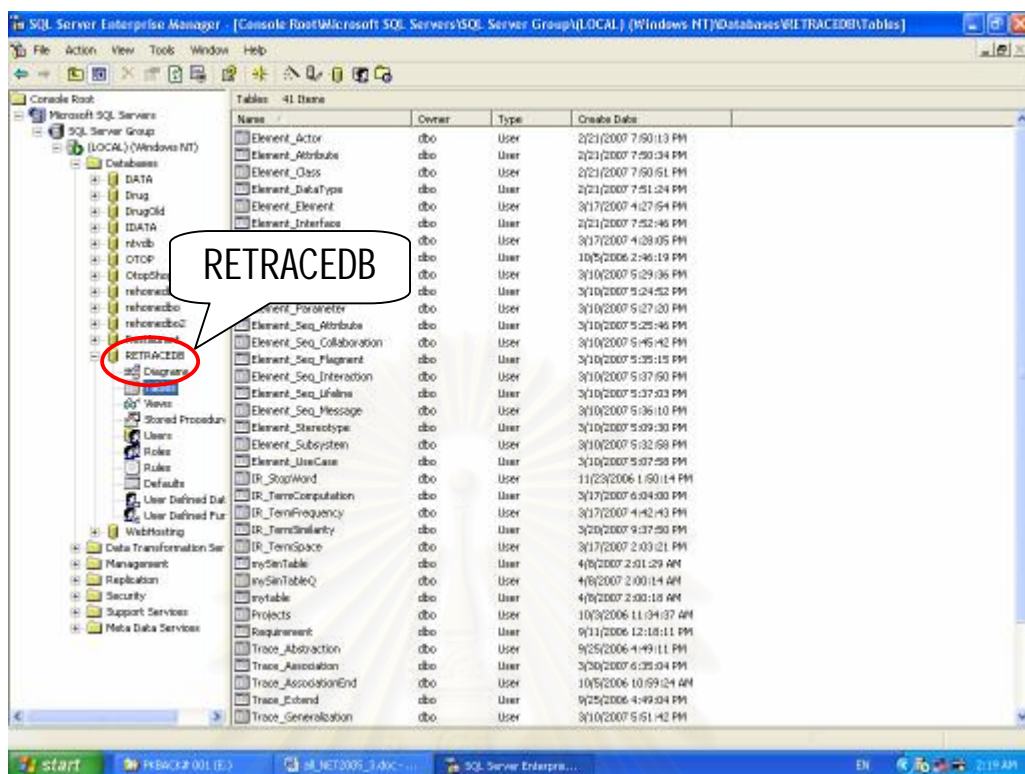 SQL Server Enterprise Manager - [Console Root\Microsoft SQL Servers\SQL Server Group\(LOCAL) (Windows NT)\Databases\RETRACEDB\Tables]
File Action View Tools Window Help
Console Root
Microsoft SQL Servers
SQL Server Group
(LOCAL) (Windows NT)
Databases
DATA
Drug
DrugOld
IDATA
ntvdb
OTOP
OtopShop
rehomedbo
rehomedbo2
Restaurant
RETRACEDB
Diagrams
Tables
Views
Stored Procedur
Users
Roles
Rules
Defaults
User Defined Dat
User Defined Fun
WebHosting
Data Transformation Ser
Management
Replication
Security
Support Services
Meta Data Services
RETRACEDB
Tables 41 Items
Name Owner Type Create Date
Element_Actor dbo User 2/21/2007 7:50:13 PM
Element_Attribute dbo User 2/21/2007 7:50:34 PM
Element_Class dbo User 2/21/2007 7:50:51 PM
Element_DataType dbo User 2/21/2007 7:51:24 PM
Element_Element dbo User 3/17/2007 4:27:54 PM
Element_Interface dbo User 2/21/2007 7:52:46 PM
dbo User 3/17/2007 4:28:05 PM
dbo User 10/5/2006 2:46:19 PM
dbo User 3/10/2007 5:29:36 PM
dbo User 3/10/2007 5:24:52 PM
Element_Parameter dbo User 3/10/2007 5:27:20 PM
Element_Seq_Attribute dbo User 3/10/2007 5:25:46 PM
Element_Seq_Collaboration dbo User 3/10/2007 5:45:42 PM
Element_Seq_Flagment dbo User 3/10/2007 5:35:15 PM
Element_Seq_Interaction dbo User 3/10/2007 5:37:50 PM
Element_Seq_Lifeline dbo User 3/10/2007 5:37:03 PM
Element_Seq_Message dbo User 3/10/2007 5:36:10 PM
Element_Stereotype dbo User 3/10/2007 5:09:30 PM
Element_Subsystem dbo User 3/10/2007 5:32:58 PM
Element_UseCase dbo User 3/10/2007 5:07:58 PM
IR_StopWord dbo User 11/23/2006 1:50:14 PM
IR_TermComputation dbo User 3/17/2007 6:04:00 PM
IR_TermFrequency dbo User 3/17/2007 4:42:43 PM
IR_TermSimilarity dbo User 3/20/2007 9:37:50 PM
IR_TermSpace dbo User 3/17/2007 2:03:21 PM
mySimTable dbo User 4/8/2007 2:01:29 AM
mySimTableQ dbo User 4/8/2007 2:00:14 AM
mytable dbo User 4/8/2007 2:00:18 AM
Projects dbo User 10/3/2006 11:34:37 AM
Requirement dbo User 9/11/2006 12:18:11 PM
Trace_Abstraction dbo User 9/25/2006 4:49:11 PM
Trace_Association dbo User 3/30/2007 6:35:04 PM
Trace_AssociationEnd dbo User 10/5/2006 10:59:24 AM
Trace_Extend dbo User 9/25/2006 4:49:04 PM
Trace_Generalization dbo User 3/10/2007 5:51:42 PM
start
PKBACK# 001 (E:)
all_NET2005_3.doc - ...
SQL Server Enterpris...
EN
2:19 AM